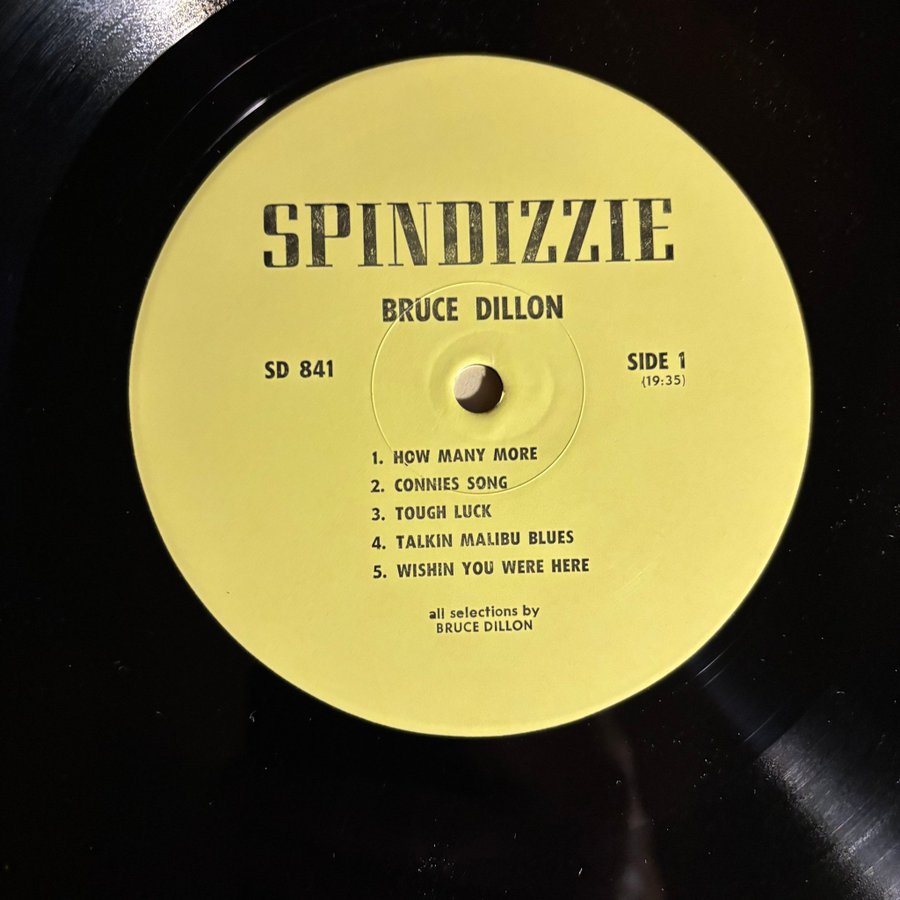 SPINDIZZIE
BRUCE DILLON
SD 841
SIDE 1
(19:35)
1. HOW MANY MORE
2. CONNIES SONG
3. TOUGH LUCK
4. TALKIN MALIBU BLUES
5. WISHIN YOU WERE HERE
all selections by
BRUCE DILLON